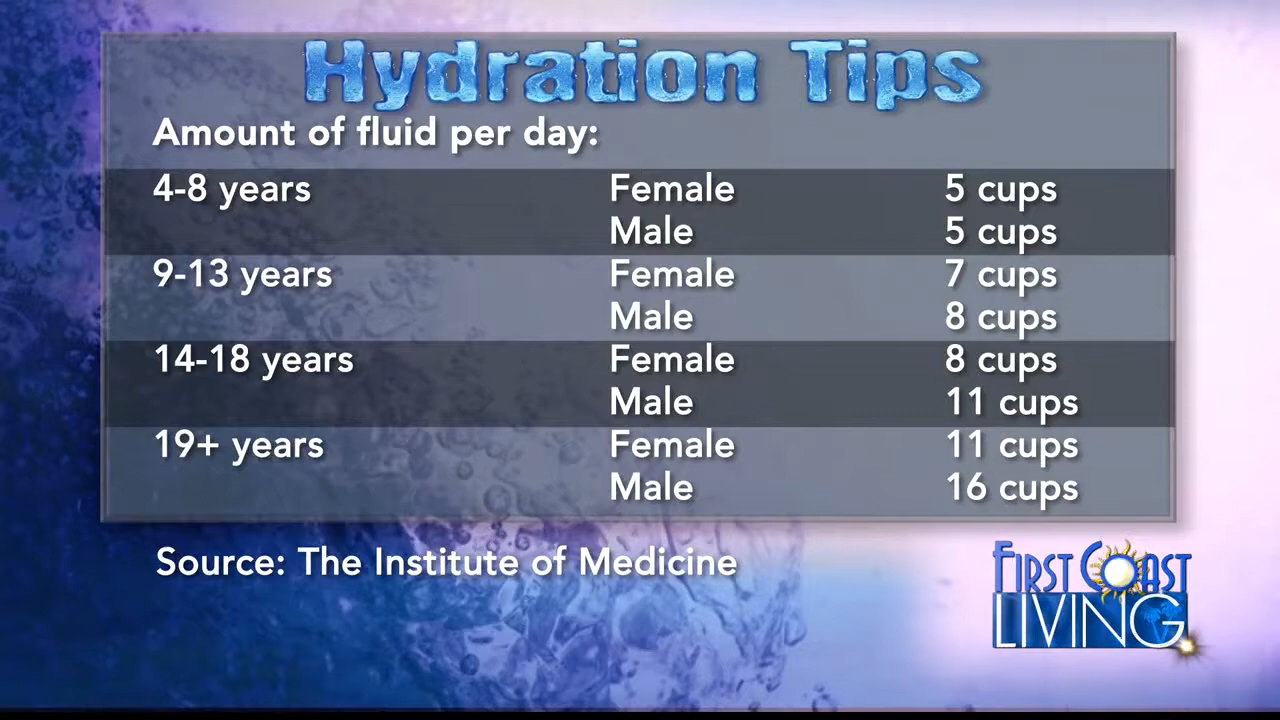 Hydration Tips
Amount of fluid per day:
4-8 years Female 5 cups
Male 5 cups
9-13 years Female 7 cups
Male 8 cups
14-18 years Female 8 cups
Male 11 cups
19+ years Female 11 cups
Male 16 cups
Source: The Institute of Medicine
FIRST COAST
LIVING